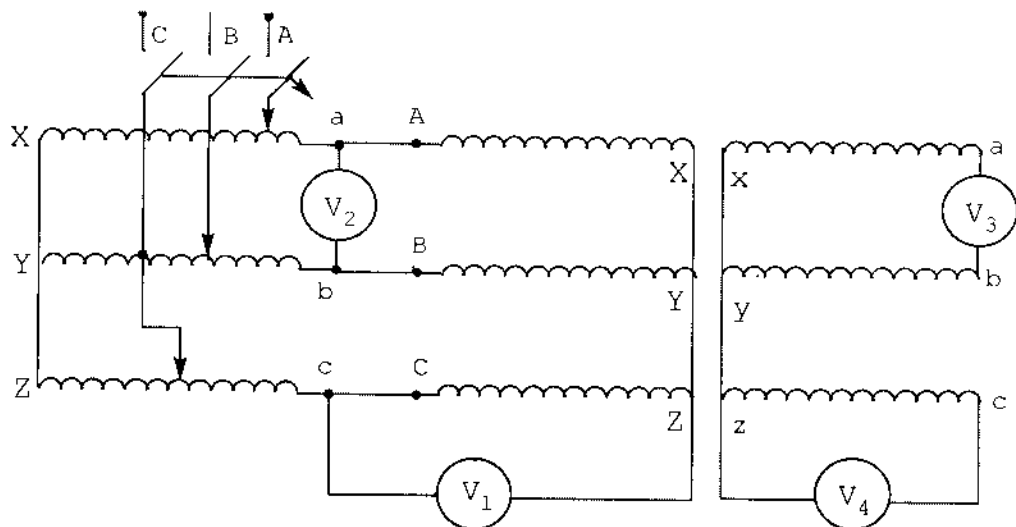 C B A
X a A X x a
V2 V3
Y b B Y y b
Z c C Z z c
V1 V4